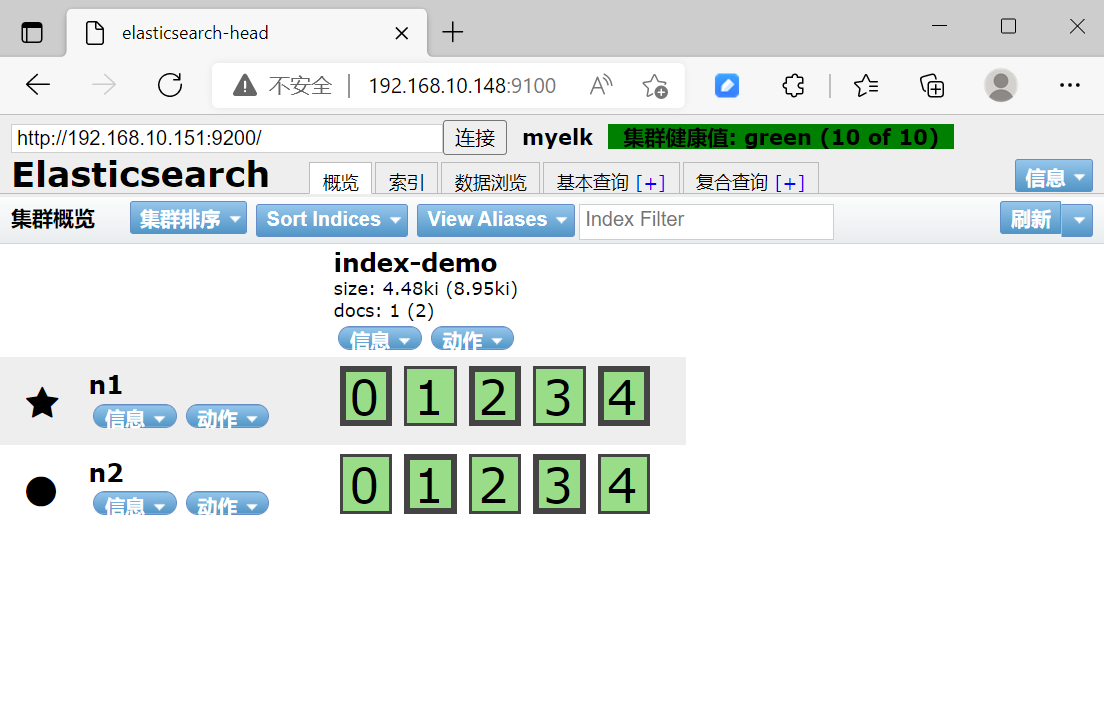 elasticsearch-head
不安全 192.168.10.148:9100
http://192.168.10.151:9200/ 连接 myelk 集群健康值: green (10 of 10)
Elasticsearch 概览 索引 数据浏览 基本查询 [+] 复合查询 [+] 信息
集群概览 集群排序 Sort Indices View Aliases Index Filter 刷新
index-demo
size: 4.48ki (8.95ki)
docs: 1 (2)
信息 动作
n1 0 1 2 3 4
信息 动作
n2 0 1 2 3 4
信息 动作